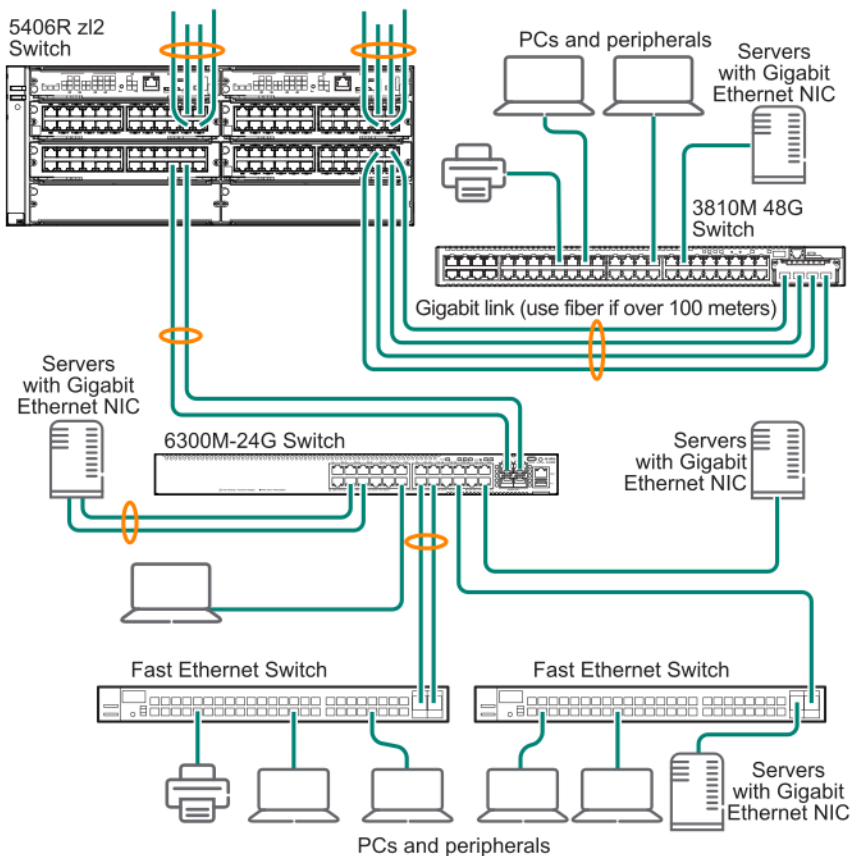 5406R zl2
Switch
PCs and peripherals
Servers
with Gigabit
Ethernet NIC
3810M 48G
Switch
Gigabit link (use fiber if over 100 meters)
Servers
with Gigabit
Ethernet NIC
6300M-24G Switch
Servers
with Gigabit
Ethernet NIC
Fast Ethernet Switch
Fast Ethernet Switch
Servers
with Gigabit
Ethernet NIC
PCs and peripherals